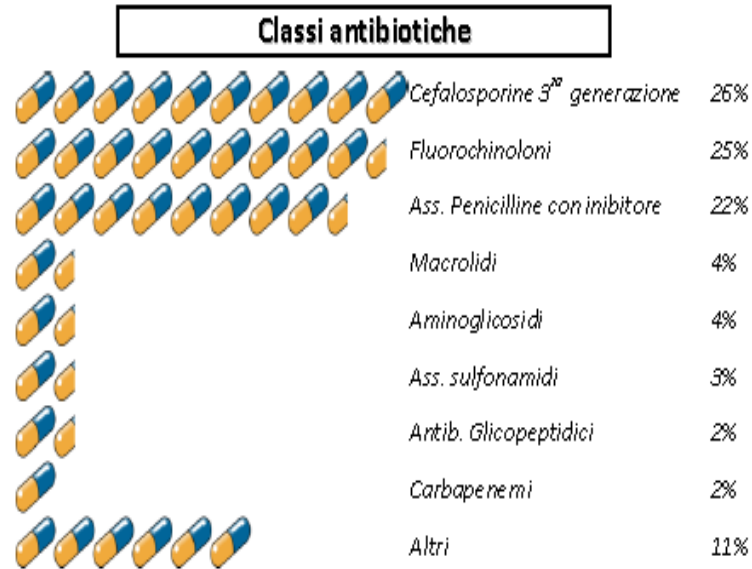 Classi antibiotiche
Cefalosporine 3ᶻᵃ generazione 26%
Fluorochinoloni 25%
Ass. Penicilline con inibitore 22%
Macrolidi 4%
Aminoglicosidi 4%
Ass. sulfonamidi 3%
Antib. Glicopeptidici 2%
Carbapenemi 2%
Altri 11%